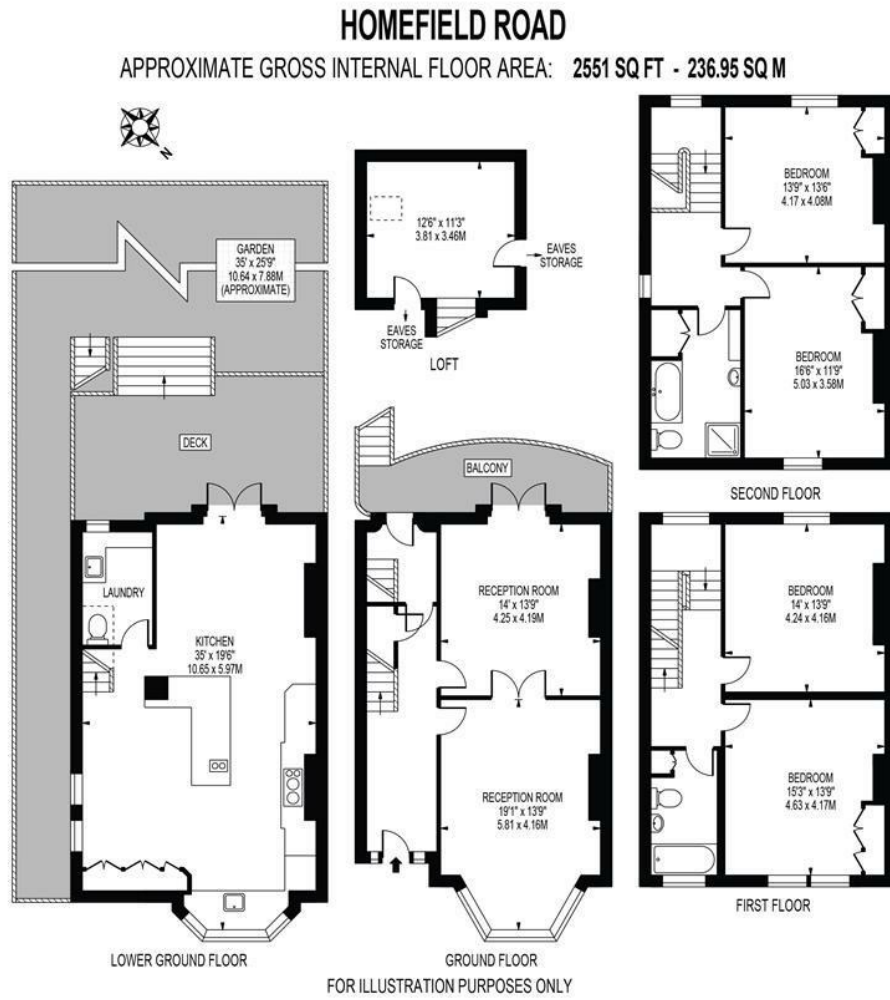 HOMEFIELD ROAD
APPROXIMATE GROSS INTERNAL FLOOR AREA: 2551 SQ FT - 236.95 SQ M
N
GARDEN
35' x 25'9"
10.64 x 7.88M
(APPROXIMATE)
DECK
LAUNDRY
KITCHEN
35' x 19'6"
10.65 x 5.97M
LOWER GROUND FLOOR
12'6" x 11'3"
3.81 x 3.46M
EAVES
STORAGE
EAVES
STORAGE
LOFT
BALCONY
RECEPTION ROOM
14' x 13'9"
4.25 x 4.19M
RECEPTION ROOM
19'1" x 13'9"
5.81 x 4.16M
GROUND FLOOR
BEDROOM
13'9" x 13'6"
4.17 x 4.08M
BEDROOM
16'6" x 11'9"
5.03 x 3.58M
SECOND FLOOR
BEDROOM
14' x 13'9"
4.24 x 4.16M
BEDROOM
15'3" x 13'9"
4.63 x 4.17M
FIRST FLOOR
FOR ILLUSTRATION PURPOSES ONLY